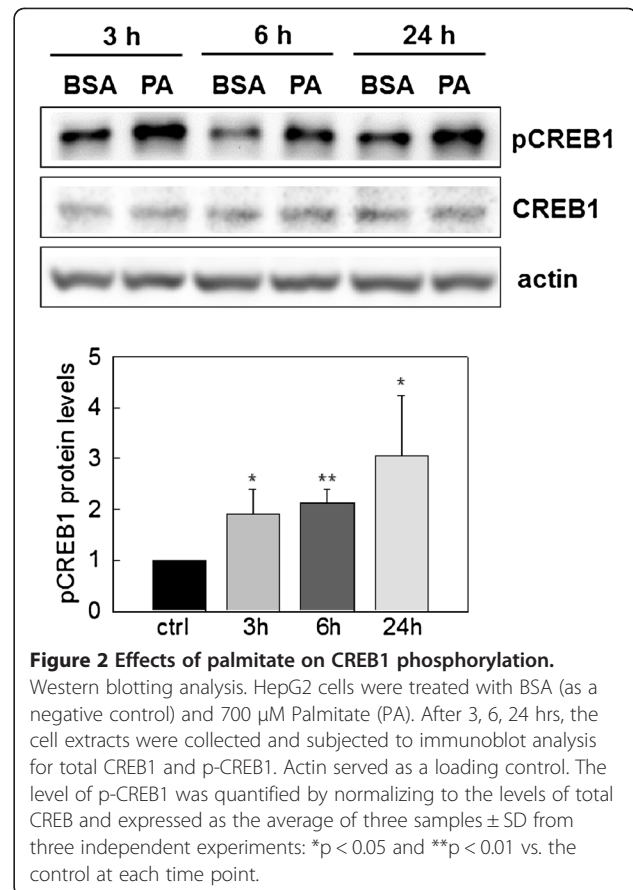 3 h 6 h 24 h
BSA PA BSA PA BSA PA
pCREB1
CREB1
actin
pCREB1 protein levels
5
4
3
2
1
0
* ** *
ctrl 3h 6h 24h
Figure 2 Effects of palmitate on CREB1 phosphorylation.
Western blotting analysis. HepG2 cells were treated with BSA (as a
negative control) and 700 μM Palmitate (PA). After 3, 6, 24 hrs, the
cell extracts were collected and subjected to immunoblot analysis
for total CREB1 and p-CREB1. Actin served as a loading control. The
level of p-CREB1 was quantified by normalizing to the levels of total
CREB and expressed as the average of three samples ± SD from
three independent experiments: *p < 0.05 and **p < 0.01 vs. the
control at each time point.